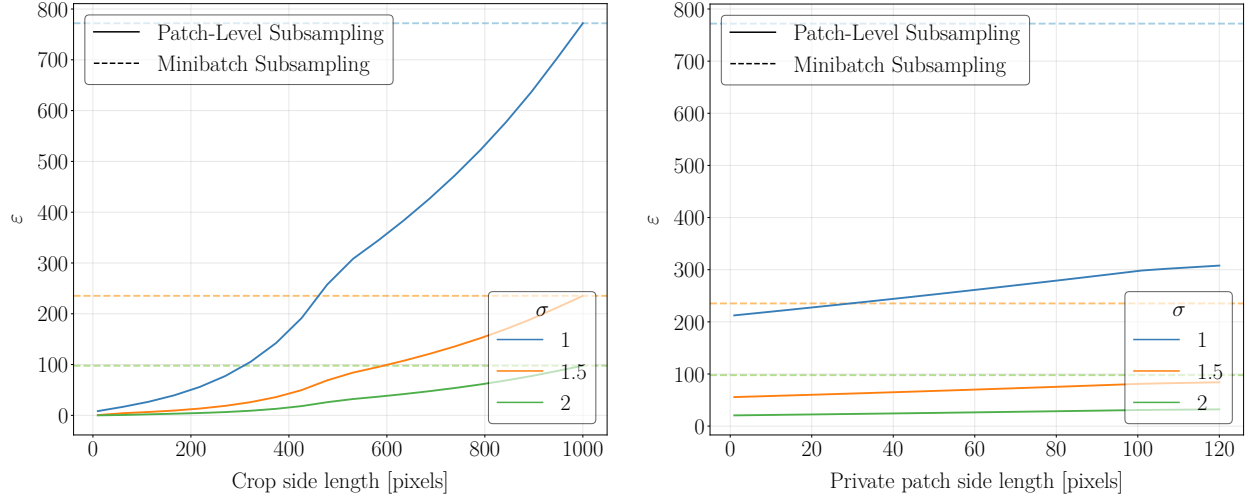 800
700
600
500
400
300
200
100
0
ε
Patch-Level Subsampling
Minibatch Subsampling
σ
1
1.5
2
0 200 400 600 800 1000
Crop side length [pixels]
800
700
600
500
400
300
200
100
0
ε
Patch-Level Subsampling
Minibatch Subsampling
σ
1
1.5
2
0 20 40 60 80 100 120
Private patch side length [pixels]